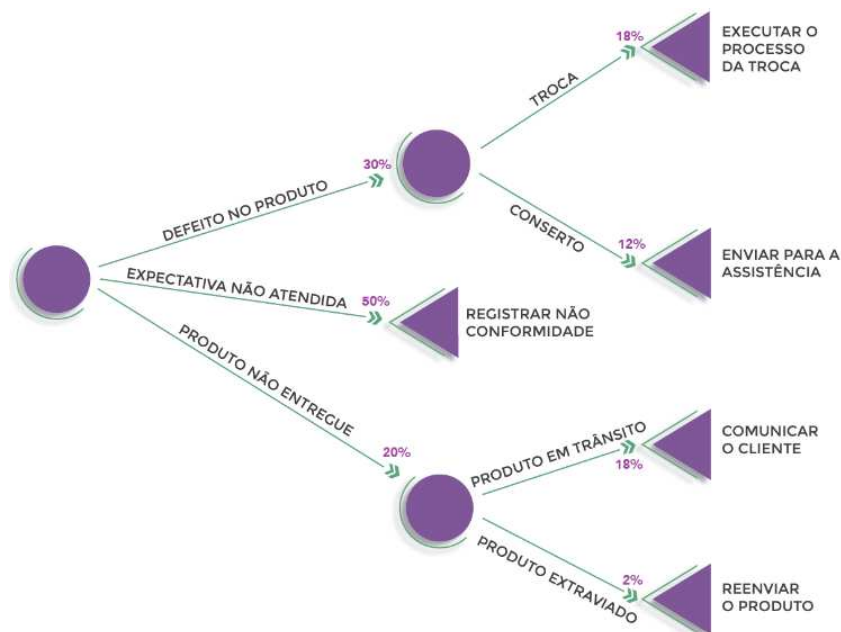 18%
EXECUTAR O
PROCESSO
DA TROCA
TROCA
30%
DEFEITO NO PRODUTO
CONSERTO
12%
ENVIAR PARA A
ASSISTÊNCIA
EXPECTATIVA NÃO ATENDIDA
50%
REGISTRAR NÃO
CONFORMIDADE
PRODUTO NÃO ENTREGUE
20%
PRODUTO EM TRÂNSITO
18%
COMUNICAR
O CLIENTE
PRODUTO EXTRAVIADO
2%
REENVIAR
O PRODUTO